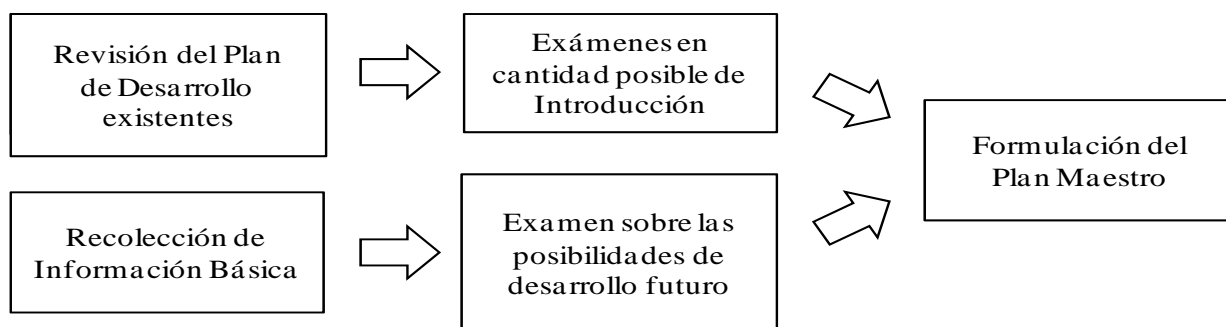 Revisión del Plan
de Desarrollo
existentes
Exámenes en
cantidad posible de
Introducción
Recolección de
Información Básica
Examen sobre las
posibilidades de
desarrollo futuro
Formulación del
Plan Maestro